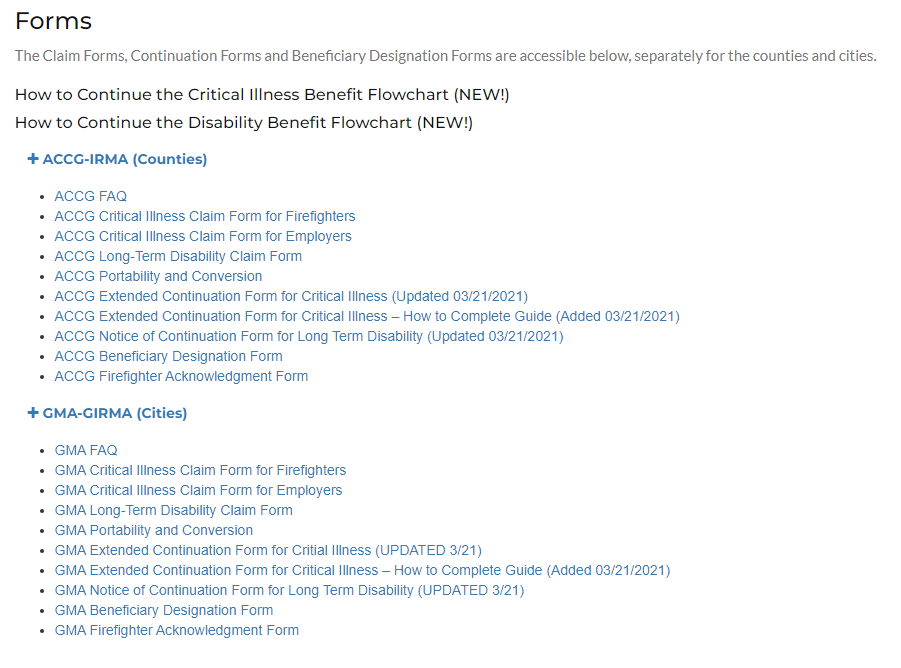 Forms
The Claim Forms, Continuation Forms and Beneficiary Designation Forms are accessible below, separately for the counties and cities.
How to Continue the Critical Illness Benefit Flowchart (NEW!)
How to Continue the Disability Benefit Flowchart (NEW!)
+ ACCG-IRMA (Counties)
• ACCG FAQ
• ACCG Critical Illness Claim Form for Firefighters
• ACCG Critical Illness Claim Form for Employers
• ACCG Long-Term Disability Claim Form
• ACCG Portability and Conversion
• ACCG Extended Continuation Form for Critical Illness (Updated 03/21/2021)
• ACCG Extended Continuation Form for Critical Illness – How to Complete Guide (Added 03/21/2021)
• ACCG Notice of Continuation Form for Long Term Disability (Updated 03/21/2021)
• ACCG Beneficiary Designation Form
• ACCG Firefighter Acknowledgment Form
+ GMA-GIRMA (Cities)
• GMA FAQ
• GMA Critical Illness Claim Form for Firefighters
• GMA Critical Illness Claim Form for Employers
• GMA Long-Term Disability Claim Form
• GMA Portability and Conversion
• GMA Extended Continuation Form for Critial Illness (UPDATED 3/21)
• GMA Extended Continuation Form for Critical Illness – How to Complete Guide (Added 03/21/2021)
• GMA Notice of Continuation Form for Long Term Disability (UPDATED 3/21)
• GMA Beneficiary Designation Form
• GMA Firefighter Acknowledgment Form